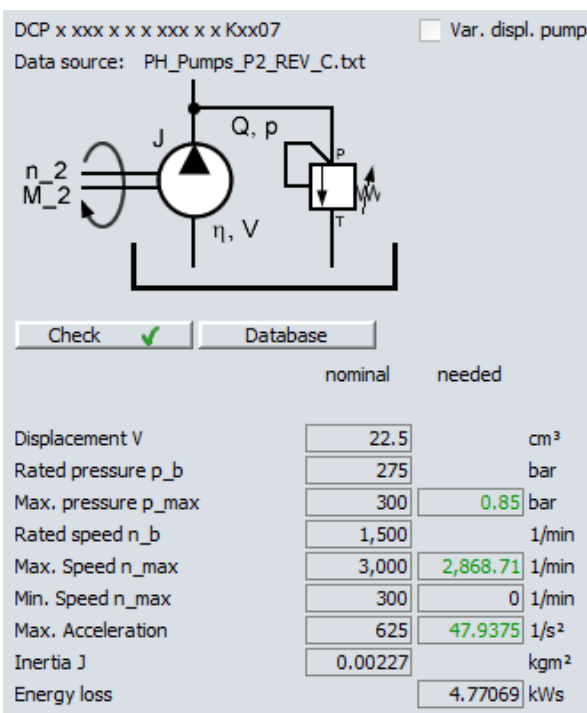 DCP x xxx x x x xxx x x Kxx07
Var. displ. pump
Data source: PH_Pumps_P2_REV_C.txt
Q, p
J
P
n_2
M_2
T
η, V
Check Database
nominal needed
Displacement V 22.5 cm³
Rated pressure p_b 275 bar
Max. pressure p_max 300 0.85 bar
Rated speed n_b 1,500 1/min
Max. Speed n_max 3,000 2,868.71 1/min
Min. Speed n_max 300 0 1/min
Max. Acceleration 625 47.9375 1/s²
Inertia J 0.00227 kgm²
Energy loss 4.77069 kWs